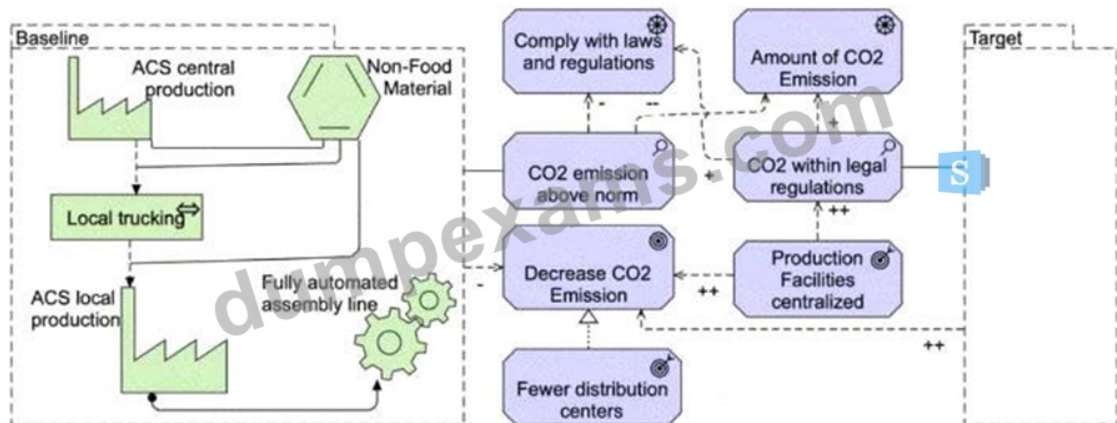 Baseline
ACS central
production
Non-Food
Material
Local trucking
ACS local
production
Fully automated
assembly line
Comply with laws
and regulations
Amount of CO2
Emission
-
--
+
+
CO2 emission
above norm
CO2 within legal
regulations
++
Decrease CO2
Emission
-
++
Production
Facilities
centralized
++
Fewer distribution
centers
Target
S
dumpexams.com